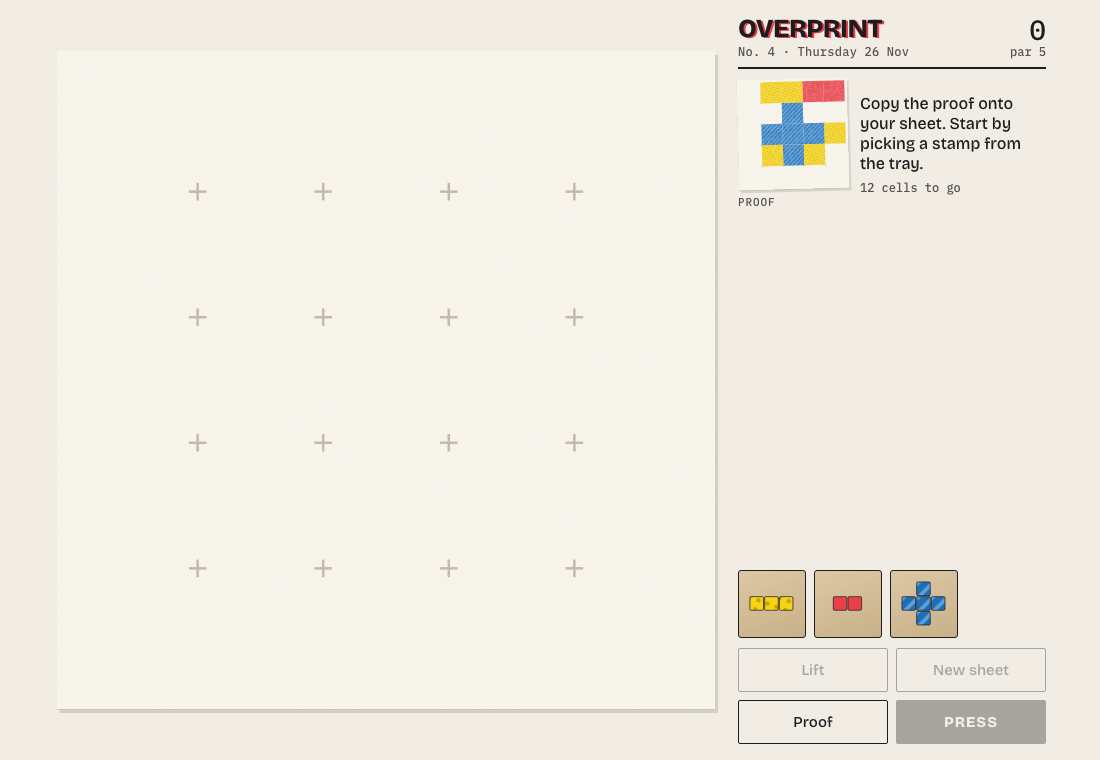 OVERPRINT
0
No. 4 · Thursday 26 Nov
par 5
Copy the proof onto
your sheet. Start by
picking a stamp from
the tray.
12 cells to go
PROOF
Lift
New sheet
Proof
PRESS